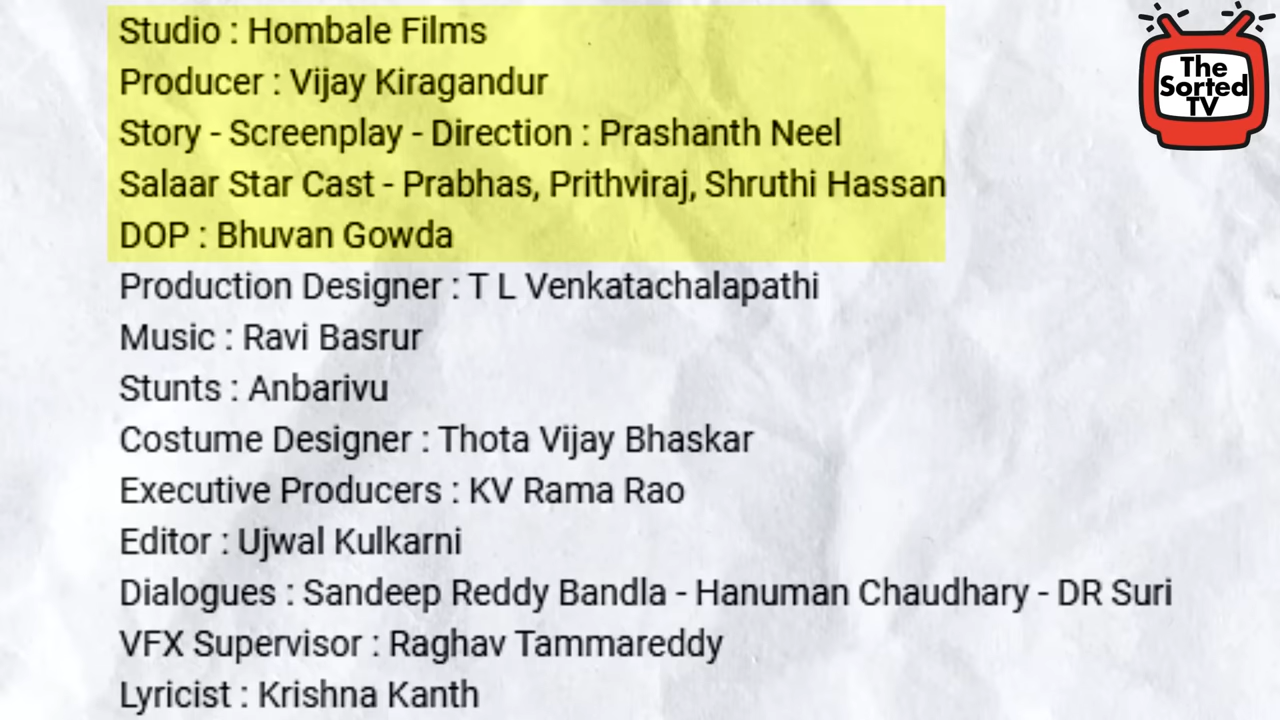 Studio : Hombale Films
Producer : Vijay Kiragandur
Story - Screenplay - Direction : Prashanth Neel
Salaar Star Cast - Prabhas, Prithviraj, Shruthi Hassan
DOP : Bhuvan Gowda
Production Designer : T L Venkatachalapathi
Music : Ravi Basrur
Stunts : Anbarivu
Costume Designer : Thota Vijay Bhaskar
Executive Producers : KV Rama Rao
Editor : Ujwal Kulkarni
Dialogues : Sandeep Reddy Bandla - Hanuman Chaudhary - DR Suri
VFX Supervisor : Raghav Tammareddy
Lyricist : Krishna Kanth
The
Sorted
TV